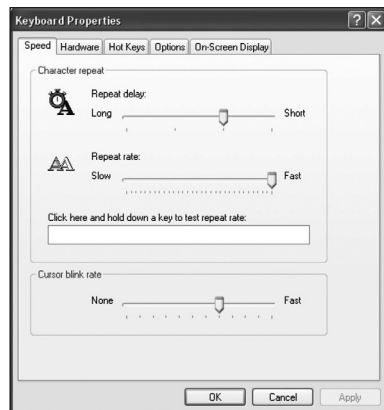 Keyboard Properties
Speed Hardware Hot Keys Options On-Screen Display
Character repeat
Repeat delay:
Long Short
Repeat rate:
Slow Fast
Click here and hold down a key to test repeat rate:
Cursor blink rate
None Fast
OK Cancel Apply